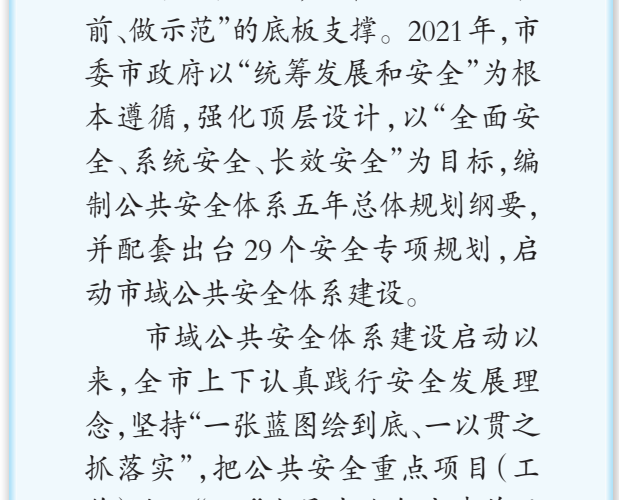 前、做示范”的底板支撑。2021年,市
委市政府以“统筹发展和安全”为根
本遵循,强化顶层设计,以“全面安
全、系统安全、长效安全”为目标,编
制公共安全体系五年总体规划纲要,
并配套出台29个安全专项规划,启
动市域公共安全体系建设。
市域公共安全体系建设启动以
来,全市上下认真践行安全发展理
念,坚持“一张蓝图绘到底、一以贯之
抓落实”,把公共安全重点项目(工